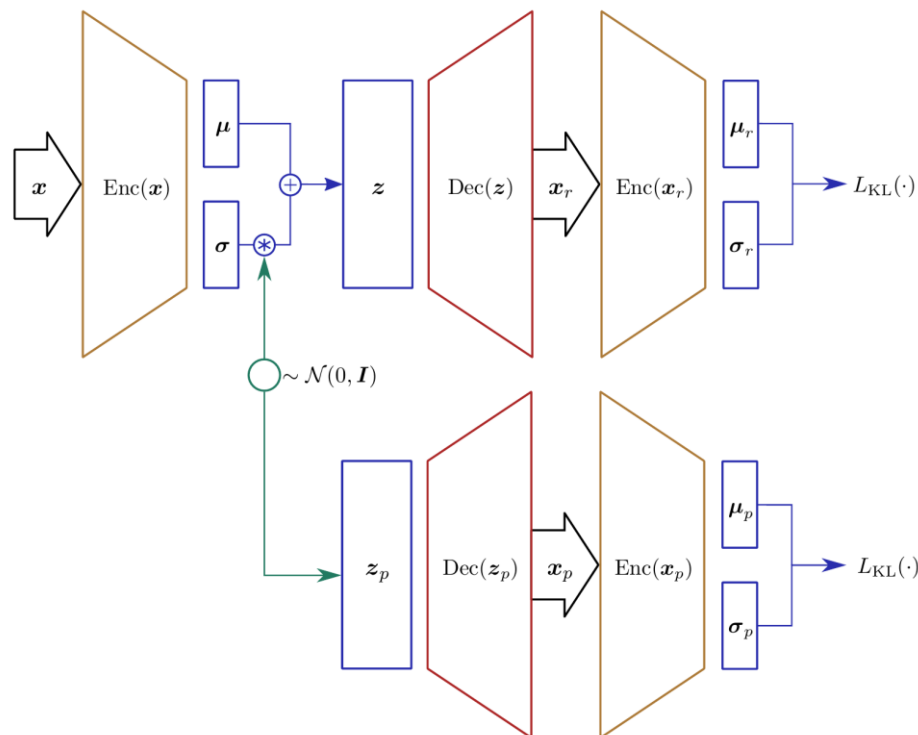 x
Enc(x)
μ
σ
+
*
z
Dec(z)
x_r
Enc(x_r)
μ_r
σ_r
L_KL(·)
∼ N(0, I)
z_p
Dec(z_p)
x_p
Enc(x_p)
μ_p
σ_p
L_KL(·)